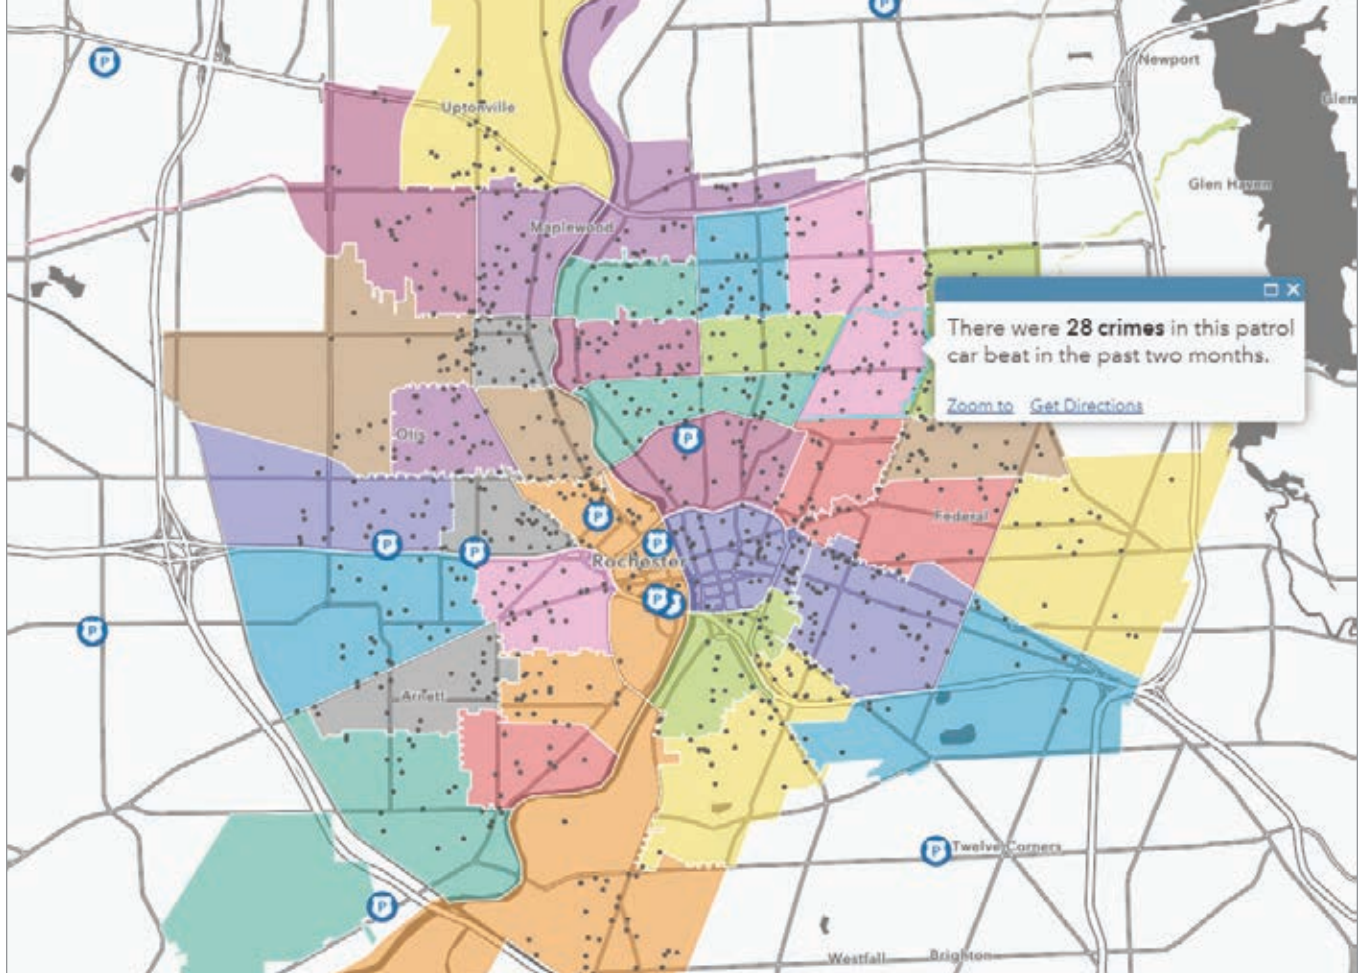 P
P
Newport
Glen
Uptonville
Glen Haven
Maplewood
There were 28 crimes in this patrol
car beat in the past two months.
Zoom to Get Directions
Otis
P
P
Federal
P
P
P
Rochester
P
P
Arnett
P
Twelve Corners
P
Westfall
Brighton